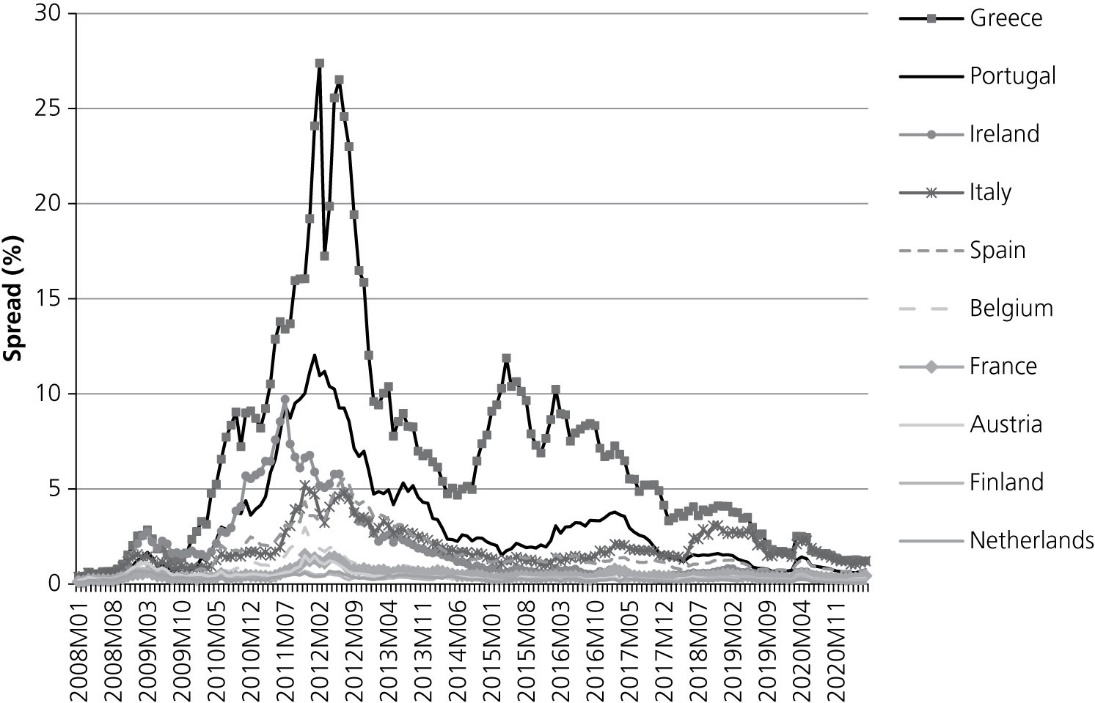 Spread (%)
30
25
20
15
10
5
0
2008M01
2008M08
2009M03
2009M10
2010M05
2010M12
2011M07
2012M02
2012M09
2013M04
2013M11
2014M06
2015M01
2015M08
2016M03
2016M10
2017M05
2017M12
2018M07
2019M02
2019M09
2020M04
2020M11
Greece
Portugal
Ireland
Italy
Spain
Belgium
France
Austria
Finland
Netherlands